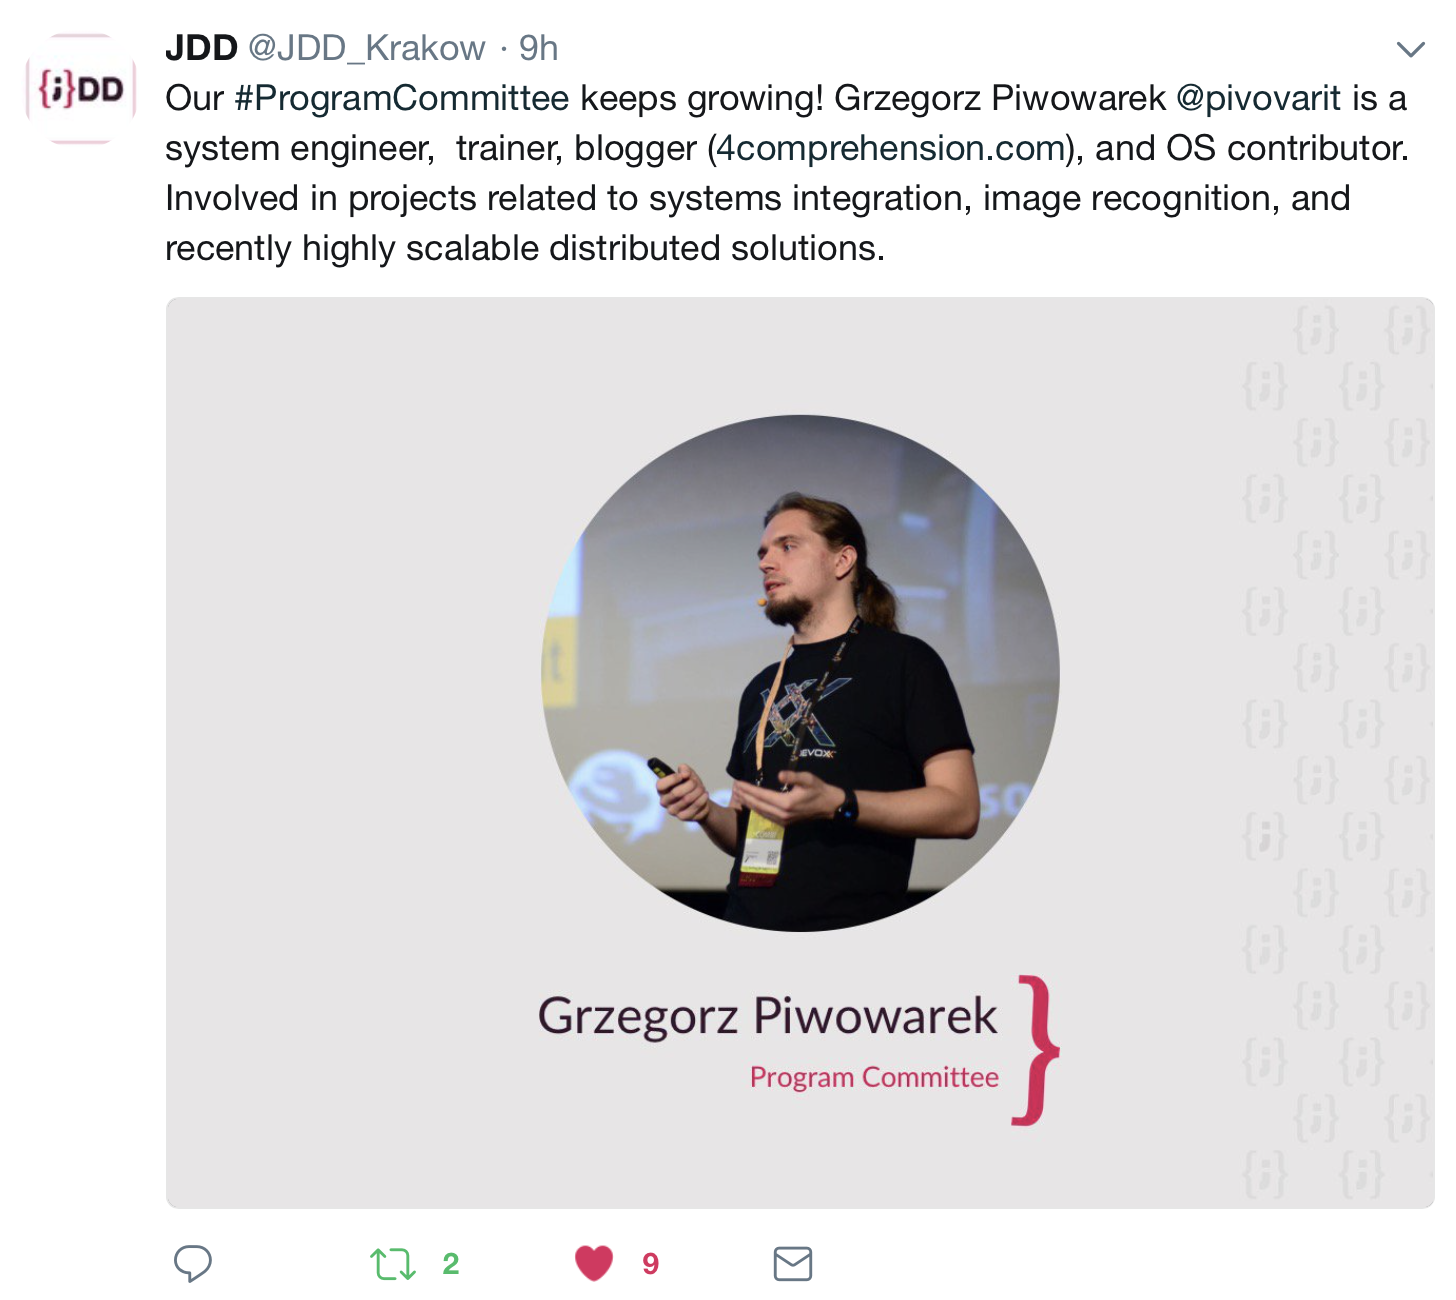 JDD @JDD_Krakow · 9h
{;}DD
Our #ProgramCommittee keeps growing! Grzegorz Piwowarek @pivovarit is a
system engineer,  trainer, blogger (4comprehension.com), and OS contributor.
Involved in projects related to systems integration, image recognition, and
recently highly scalable distributed solutions.
EVOXX
so
Grzegorz Piwowarek
Program Committee
}
2
9